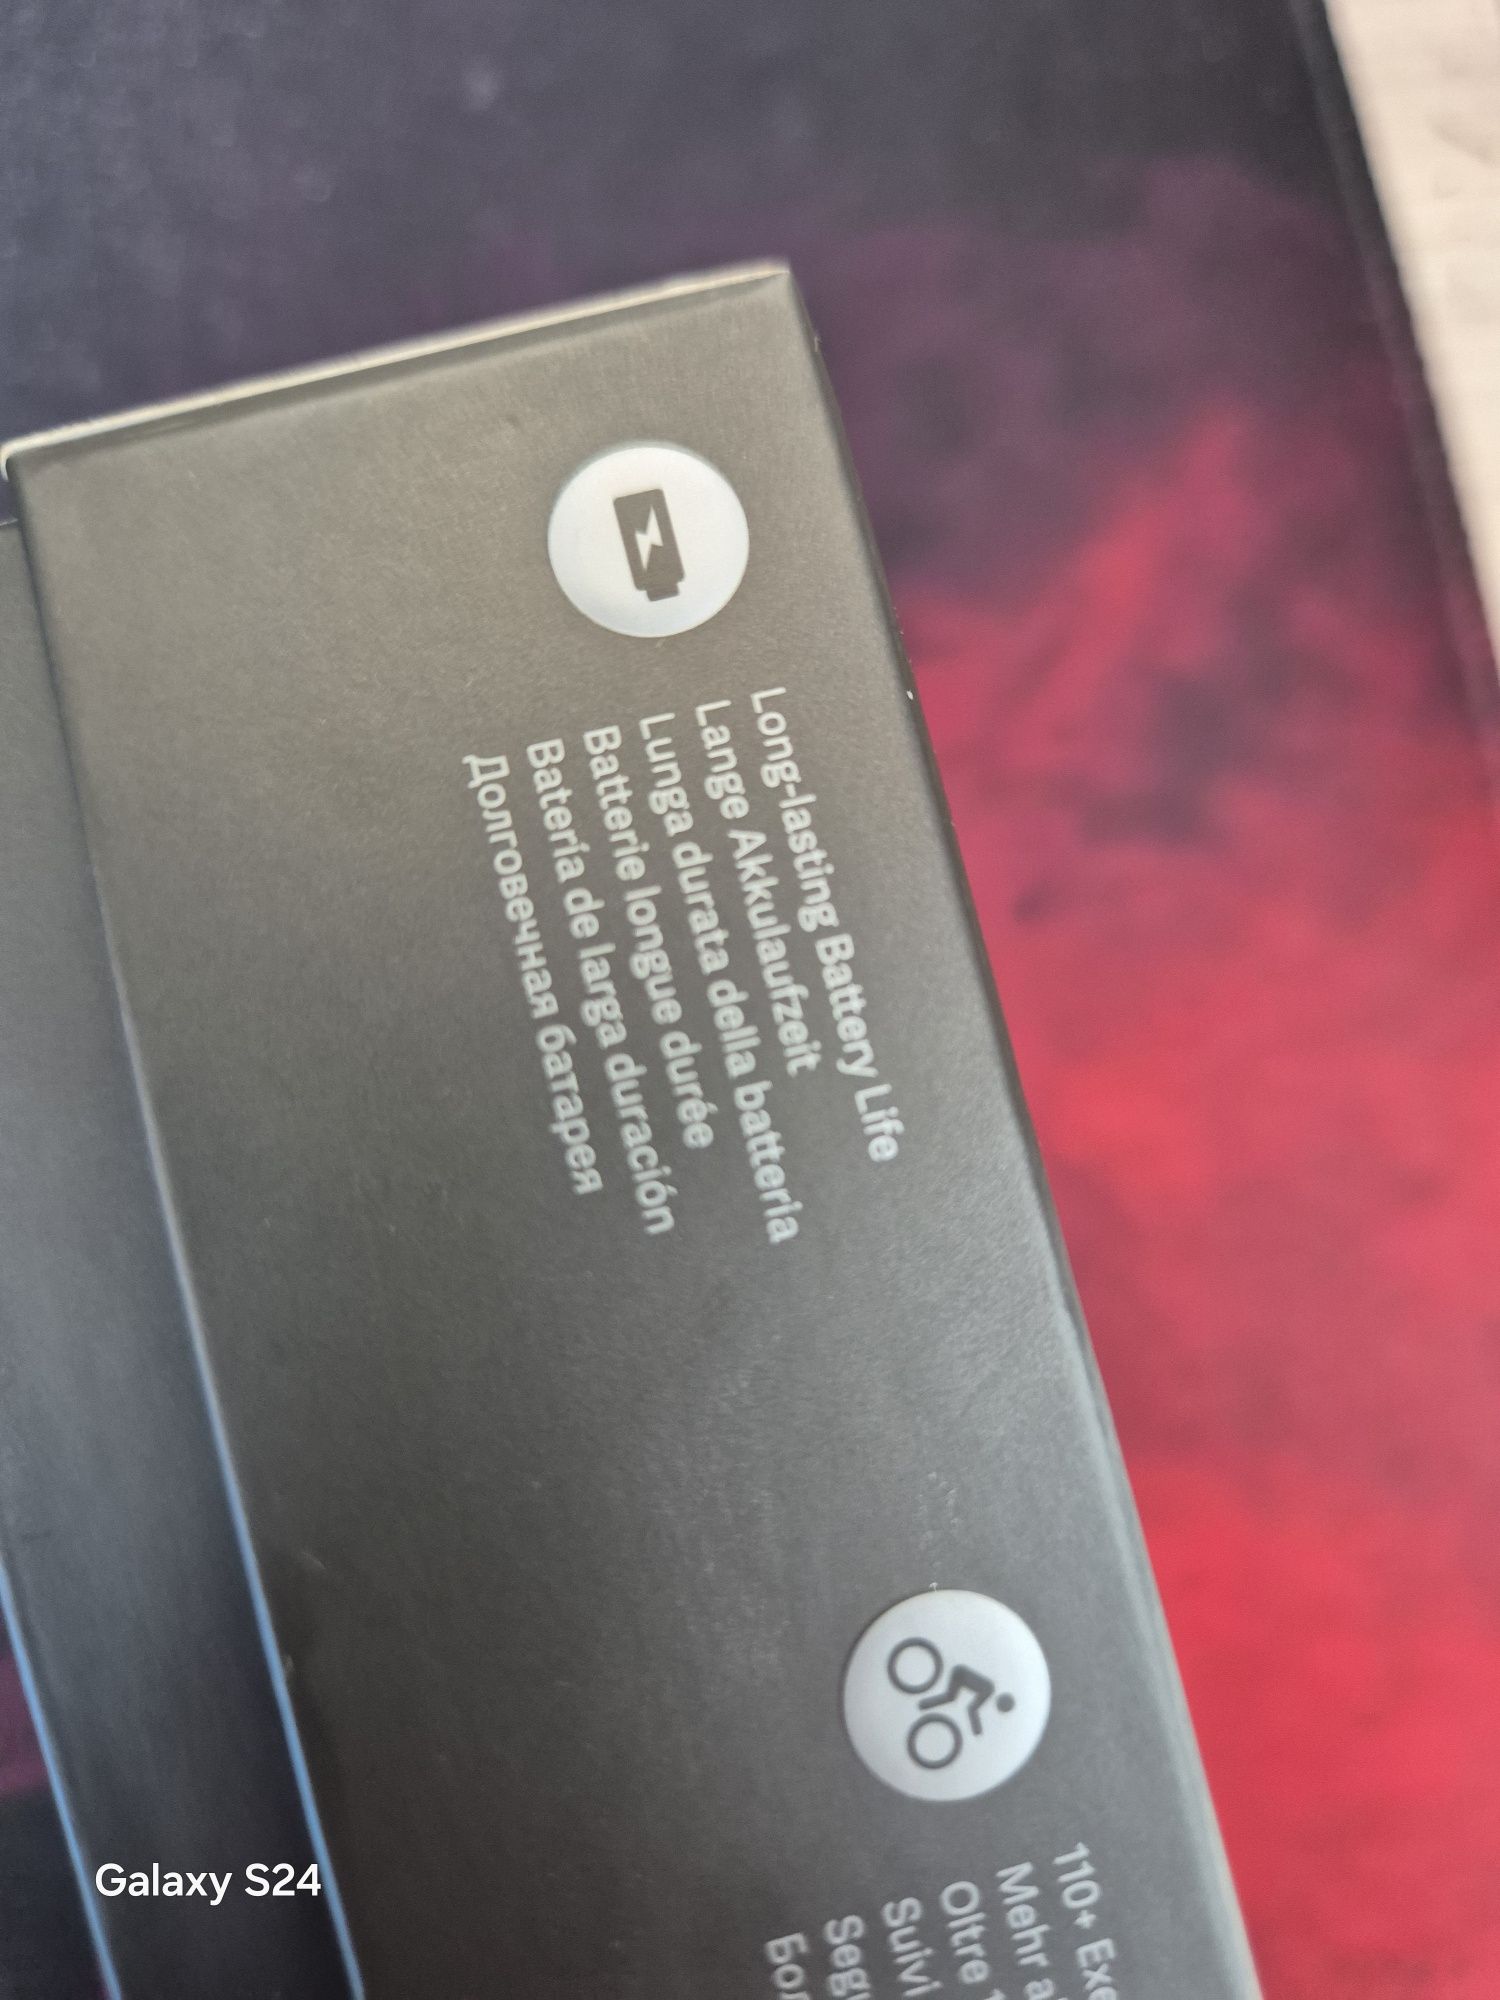 Long-lasting Battery Life
Lange Akkulaufzeit
Lunga durata della batteria
Batterie longue durée
Batería de larga duración
Долговечная батарея
110+ Exe
Mehr a
Oltre 1
Suivi
Segu
Бол
Galaxy S24